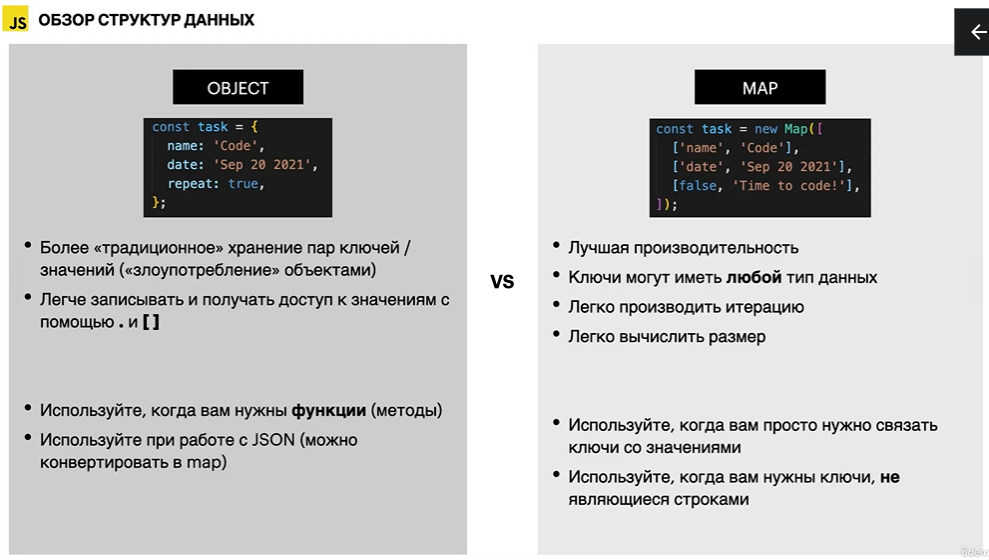 JS ОБЗОР СТРУКТУР ДАННЫХ
OBJECT
const task = {
name: 'Code',
date: 'Sep 20 2021',
repeat: true,
};
• Более «традиционное» хранение пар ключей /
значений («злоупотребление» объектами)
• Легче записывать и получать доступ к значениям с
помощью . и [ ]
• Используйте, когда вам нужны функции (методы)
• Используйте при работе с JSON (можно
конвертировать в map)
vs
MAP
const task = new Map([
['name', 'Code'],
['date', 'Sep 20 2021'],
[false, 'Time to code!'],
]);
• Лучшая производительность
• Ключи могут иметь любой тип данных
• Легко производить итерацию
• Легко вычислить размер
• Используйте, когда вам просто нужно связать
ключи со значениями
• Используйте, когда вам нужны ключи, не
являющиеся строками